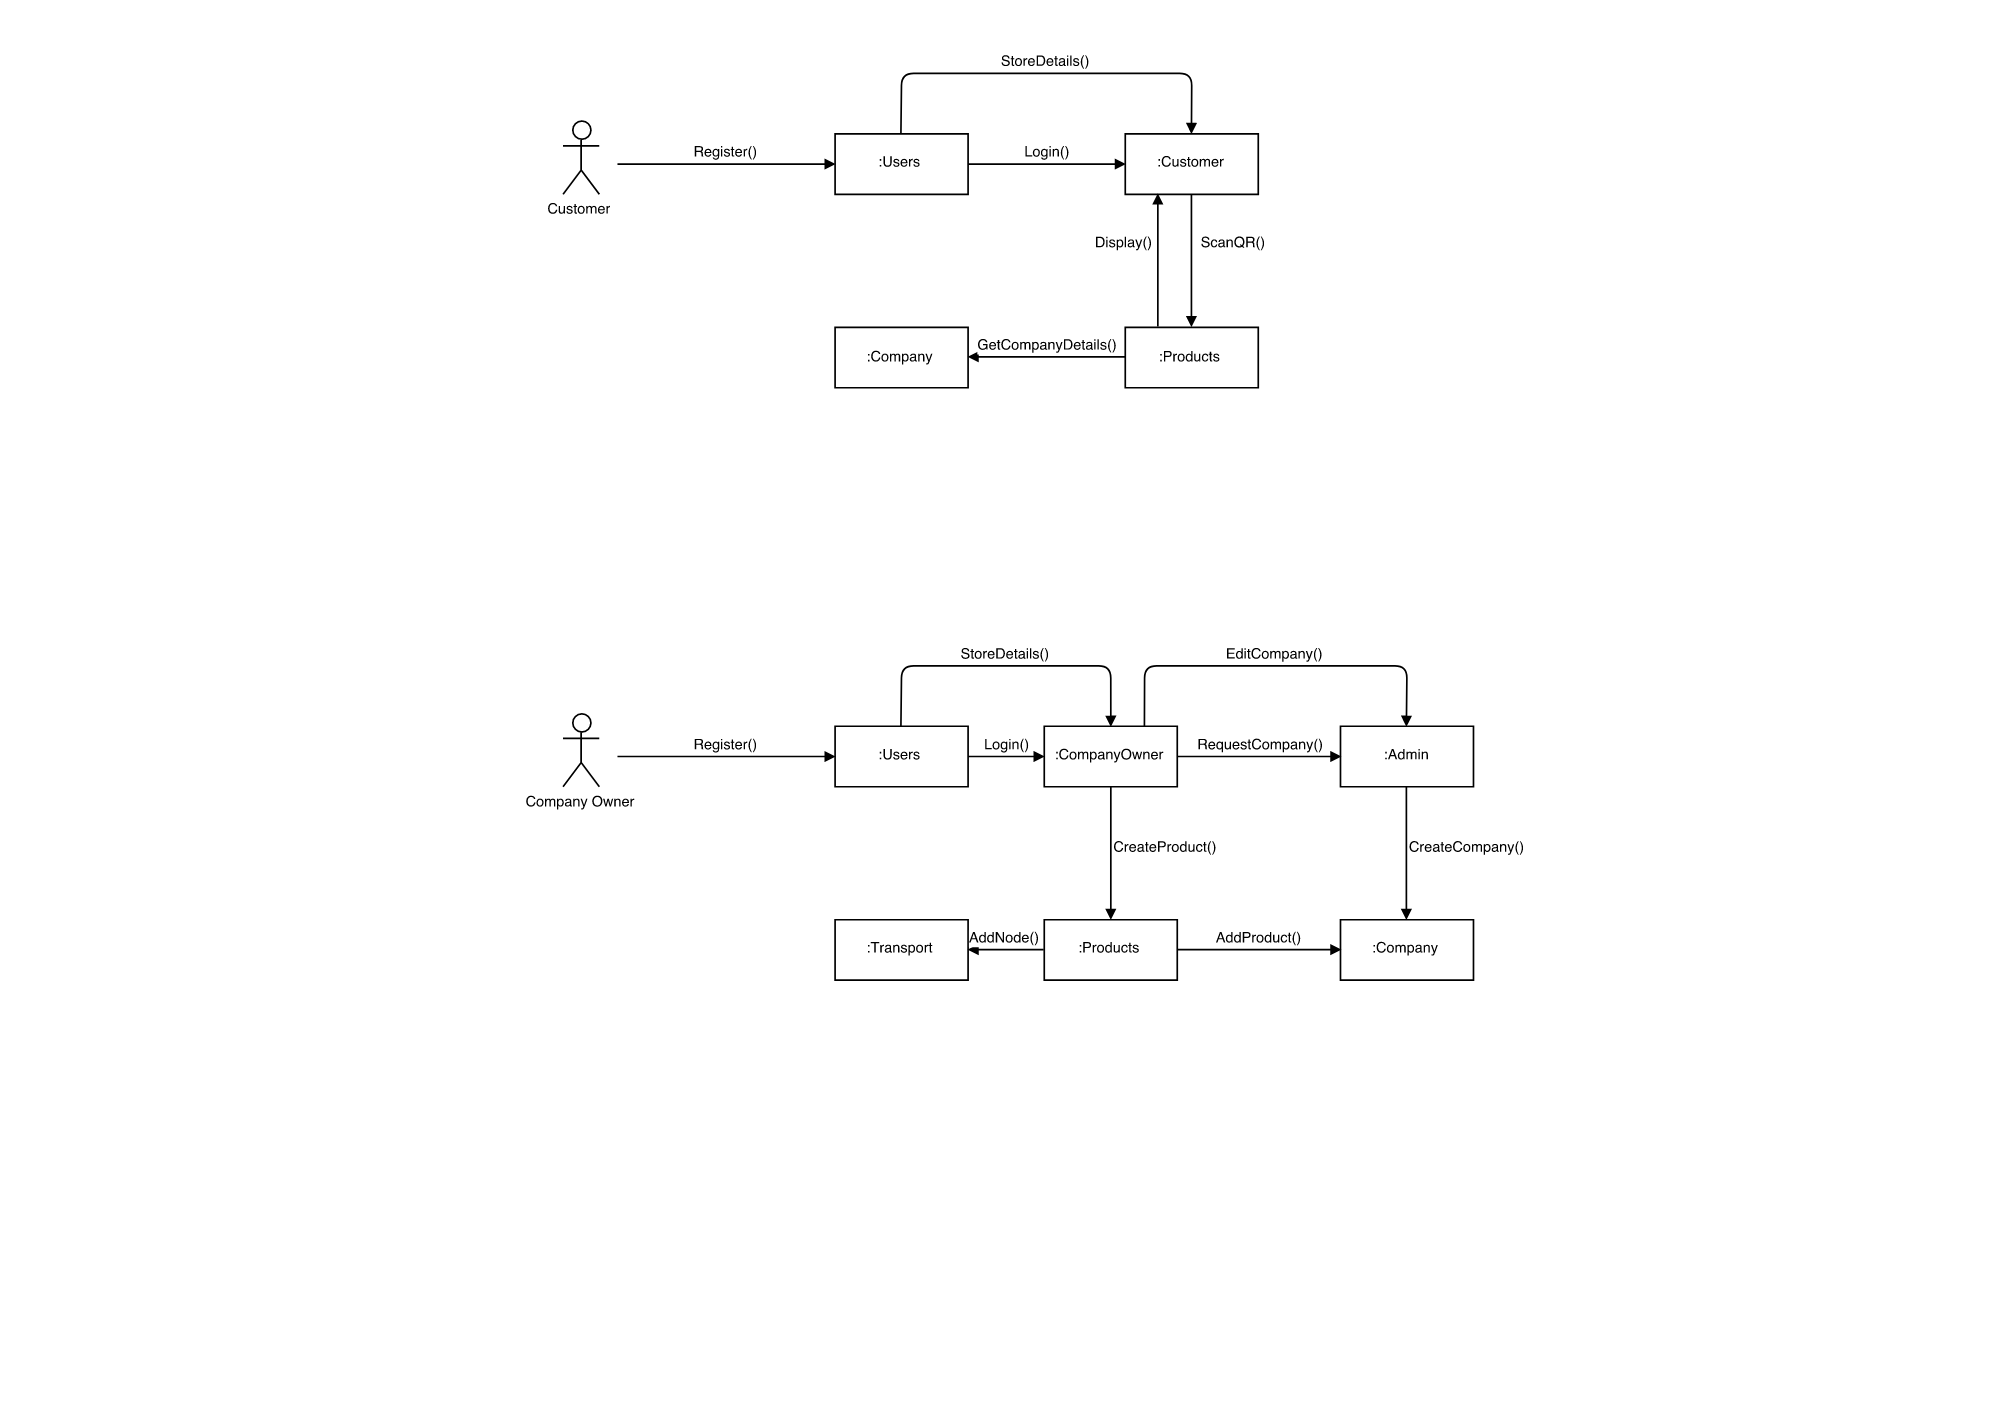 StoreDetails()
Register()
:Users
Login()
:Customer
Customer
Display()
ScanQR()
:Company
GetCompanyDetails()
:Products
StoreDetails()
EditCompany()
Register()
:Users
Login()
:CompanyOwner
RequestCompany()
:Admin
Company Owner
CreateProduct()
CreateCompany()
:Transport
AddNode()
:Products
AddProduct()
:Company